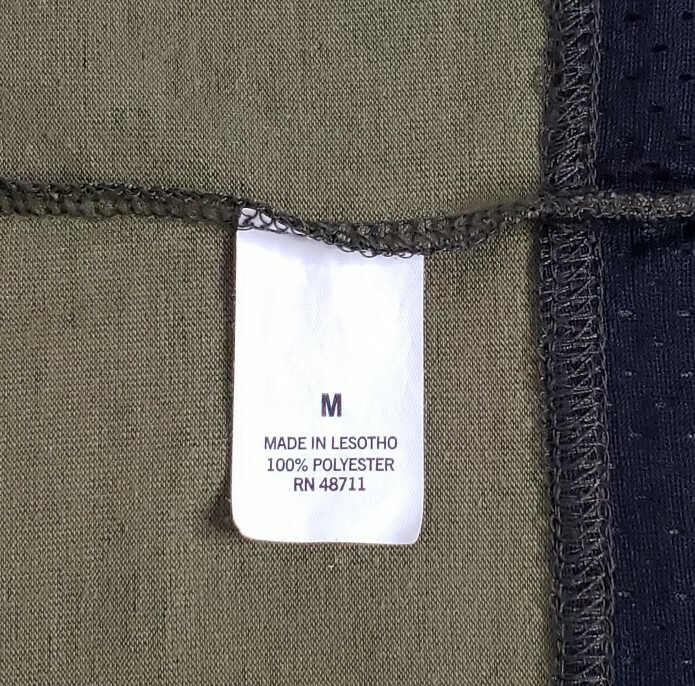 M
MADE IN LESOTHO
100% POLYESTER
RN 48711